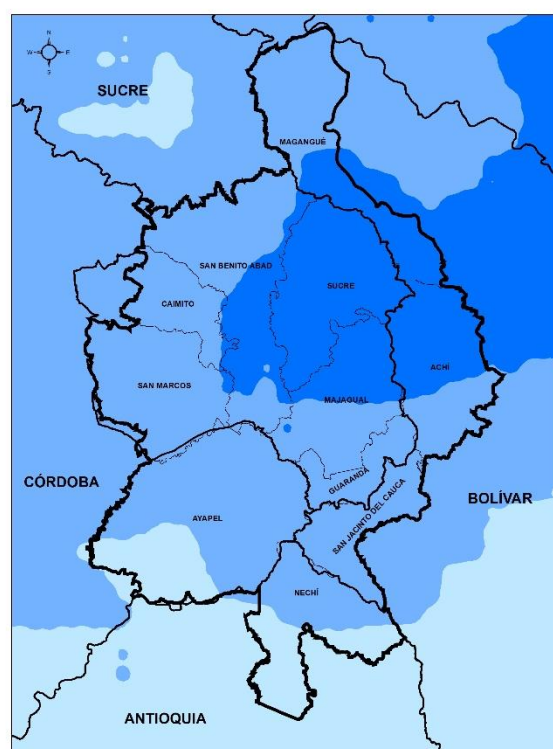 N
W E
S
SUCRE
MAGANGUÉ
SAN BENITO ABAD
SUCRE
CAIMITO
ACHÍ
SAN MARCOS
MAJAGUAL
CÓRDOBA
GUARANDA
BOLÍVAR
AYAPEL
SAN JACINTO DEL CAUCA
NECHÍ
ANTIOQUIA